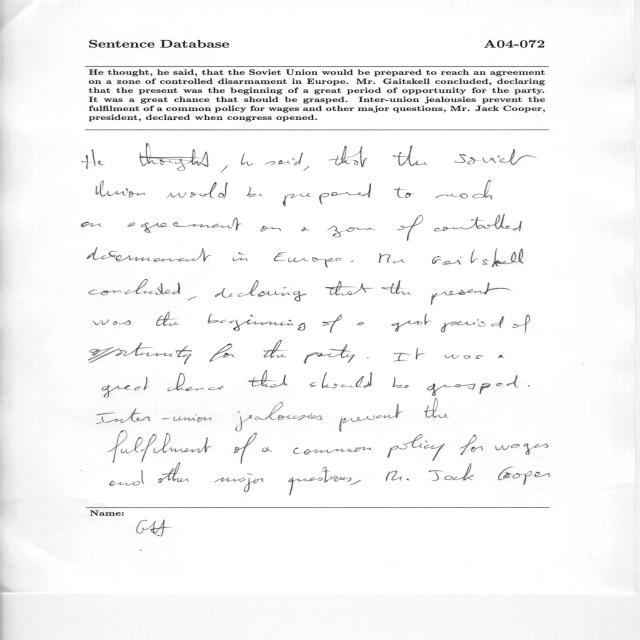 Sentence Database A04-072
He thought, he said, that the Soviet Union would be prepared to reach an agreement
on a zone of controlled disarmament in Europe. Mr. Gaitskell concluded, declaring
that the present was the beginning of a great period of opportunity for the party.
It was a great chance that should be grasped. Inter-union jealousies prevent the
fulfilment of a common policy for wages and other major questions, Mr. Jack Cooper,
president, declared when congress opened.
He thought, he said, that the Soviet
Union would be prepared to reach
an agreement on a zone of controlled
disarmament in Europe. Mr Gaitskell
concluded, declaring that the present
was the beginning of a great period of
opportunity for the party. It was a
great chance that should be grasped.
Inter-union jealousies prevent the
fulfilment of a common policy for wages
and other major questions, Mr. Jack Cooper
Name: